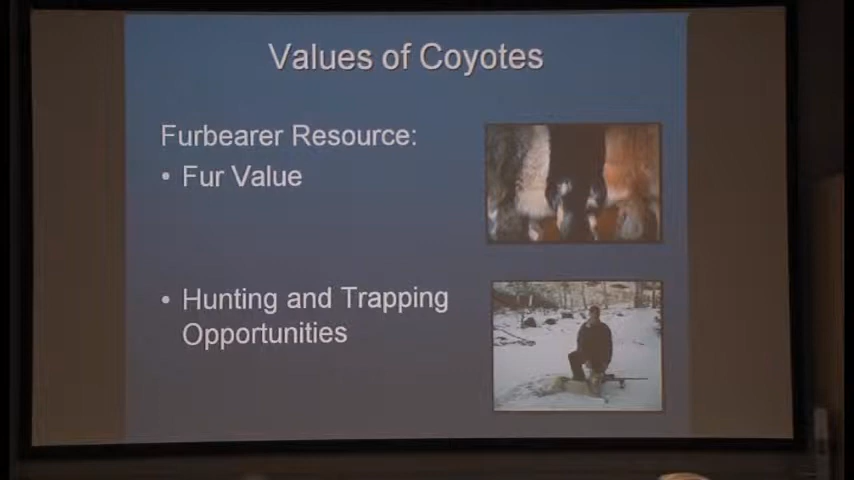 Values of Coyotes
Furbearer Resource:
• Fur Value
• Hunting and Trapping
Opportunities